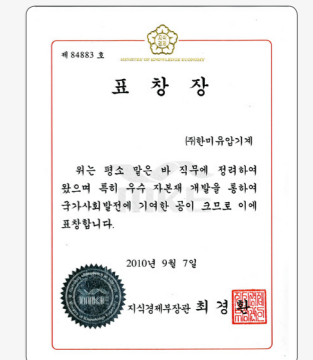 MINISTRY OF KNOWLEDGE ECONOMY
제 84883 호
표 창 장
㈜한미유압기계
위는 평소 맡은 바 직무에 정려하여
왔으며 특히 우수 자본재 개발을 통하여
국가사회발전에 기여한 공이 크므로 이에
표창합니다.
2010년 9월 7일
지식경제부장관 최 경 환